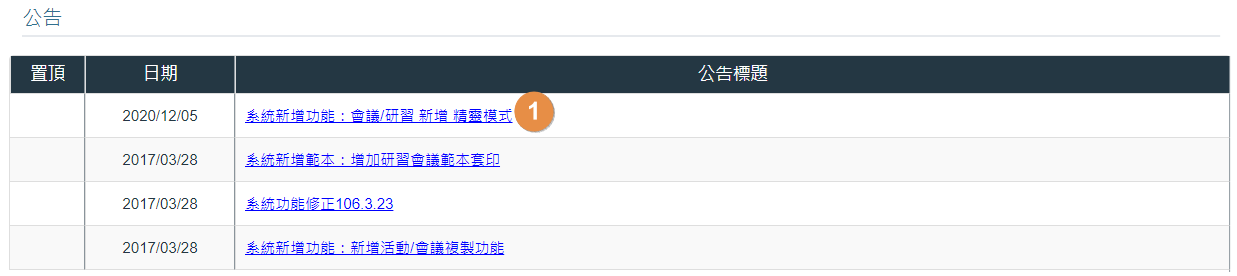 公告
置頂 日期 公告標題
2020/12/05 系統新增功能：會議/研習 新增 精靈模式 1
2017/03/28 系統新增範本：增加研習會議範本套印
2017/03/28 系統功能修正106.3.23
2017/03/28 系統新增功能：新增活動/會議複製功能